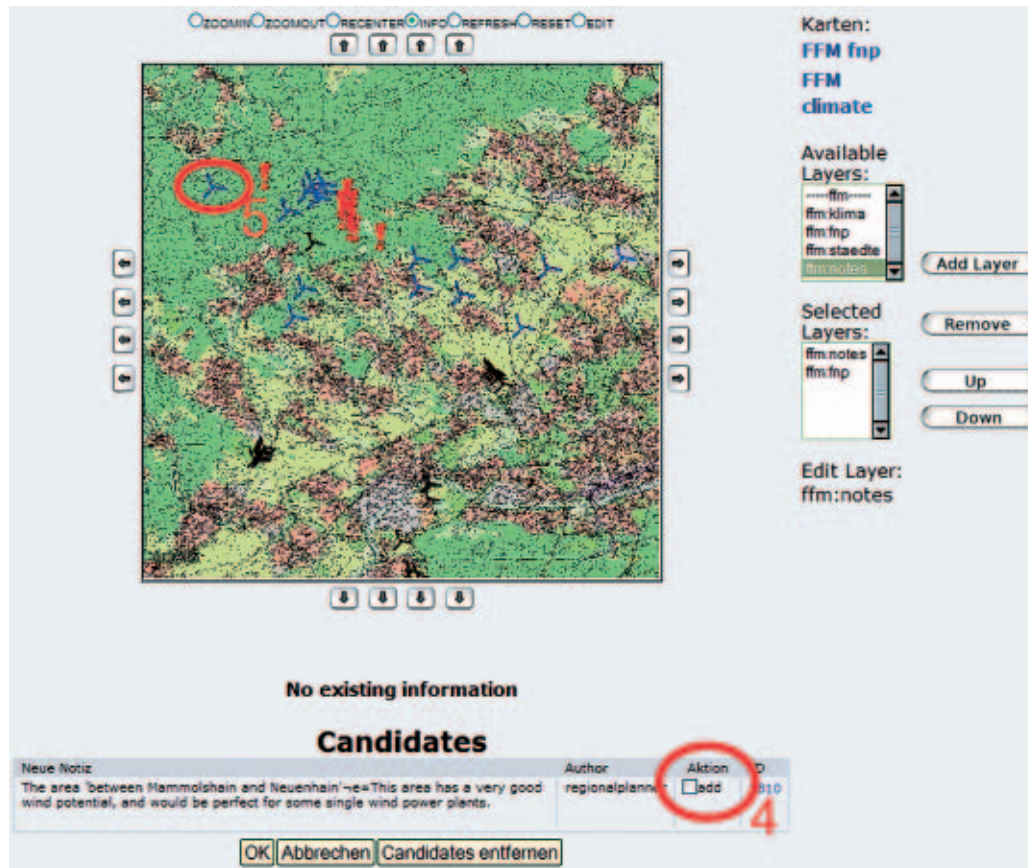 ZOOMIN ZOOMOUT RECENTER INFO REFRESH RESET EDIT
Karten:
FFM fnp
FFM
climate
Available
Layers:
-----ffm-----
ffm:klima
ffm:fnp
ffm:staedte
ffm:notes
Add Layer
Selected
Layers:
ffm:notes
ffm:fnp
Remove
Up
Down
Edit Layer:
ffm:notes
!
5
!
No existing information
Candidates
Neue Notiz Author Aktion
The area 'between Mammolshain and Neuenhain'¬e=This area has a very good regionalplanner add 810
wind potential, and would be perfect for some single wind power plants.
4
OK Abbrechen Candidates entfernen